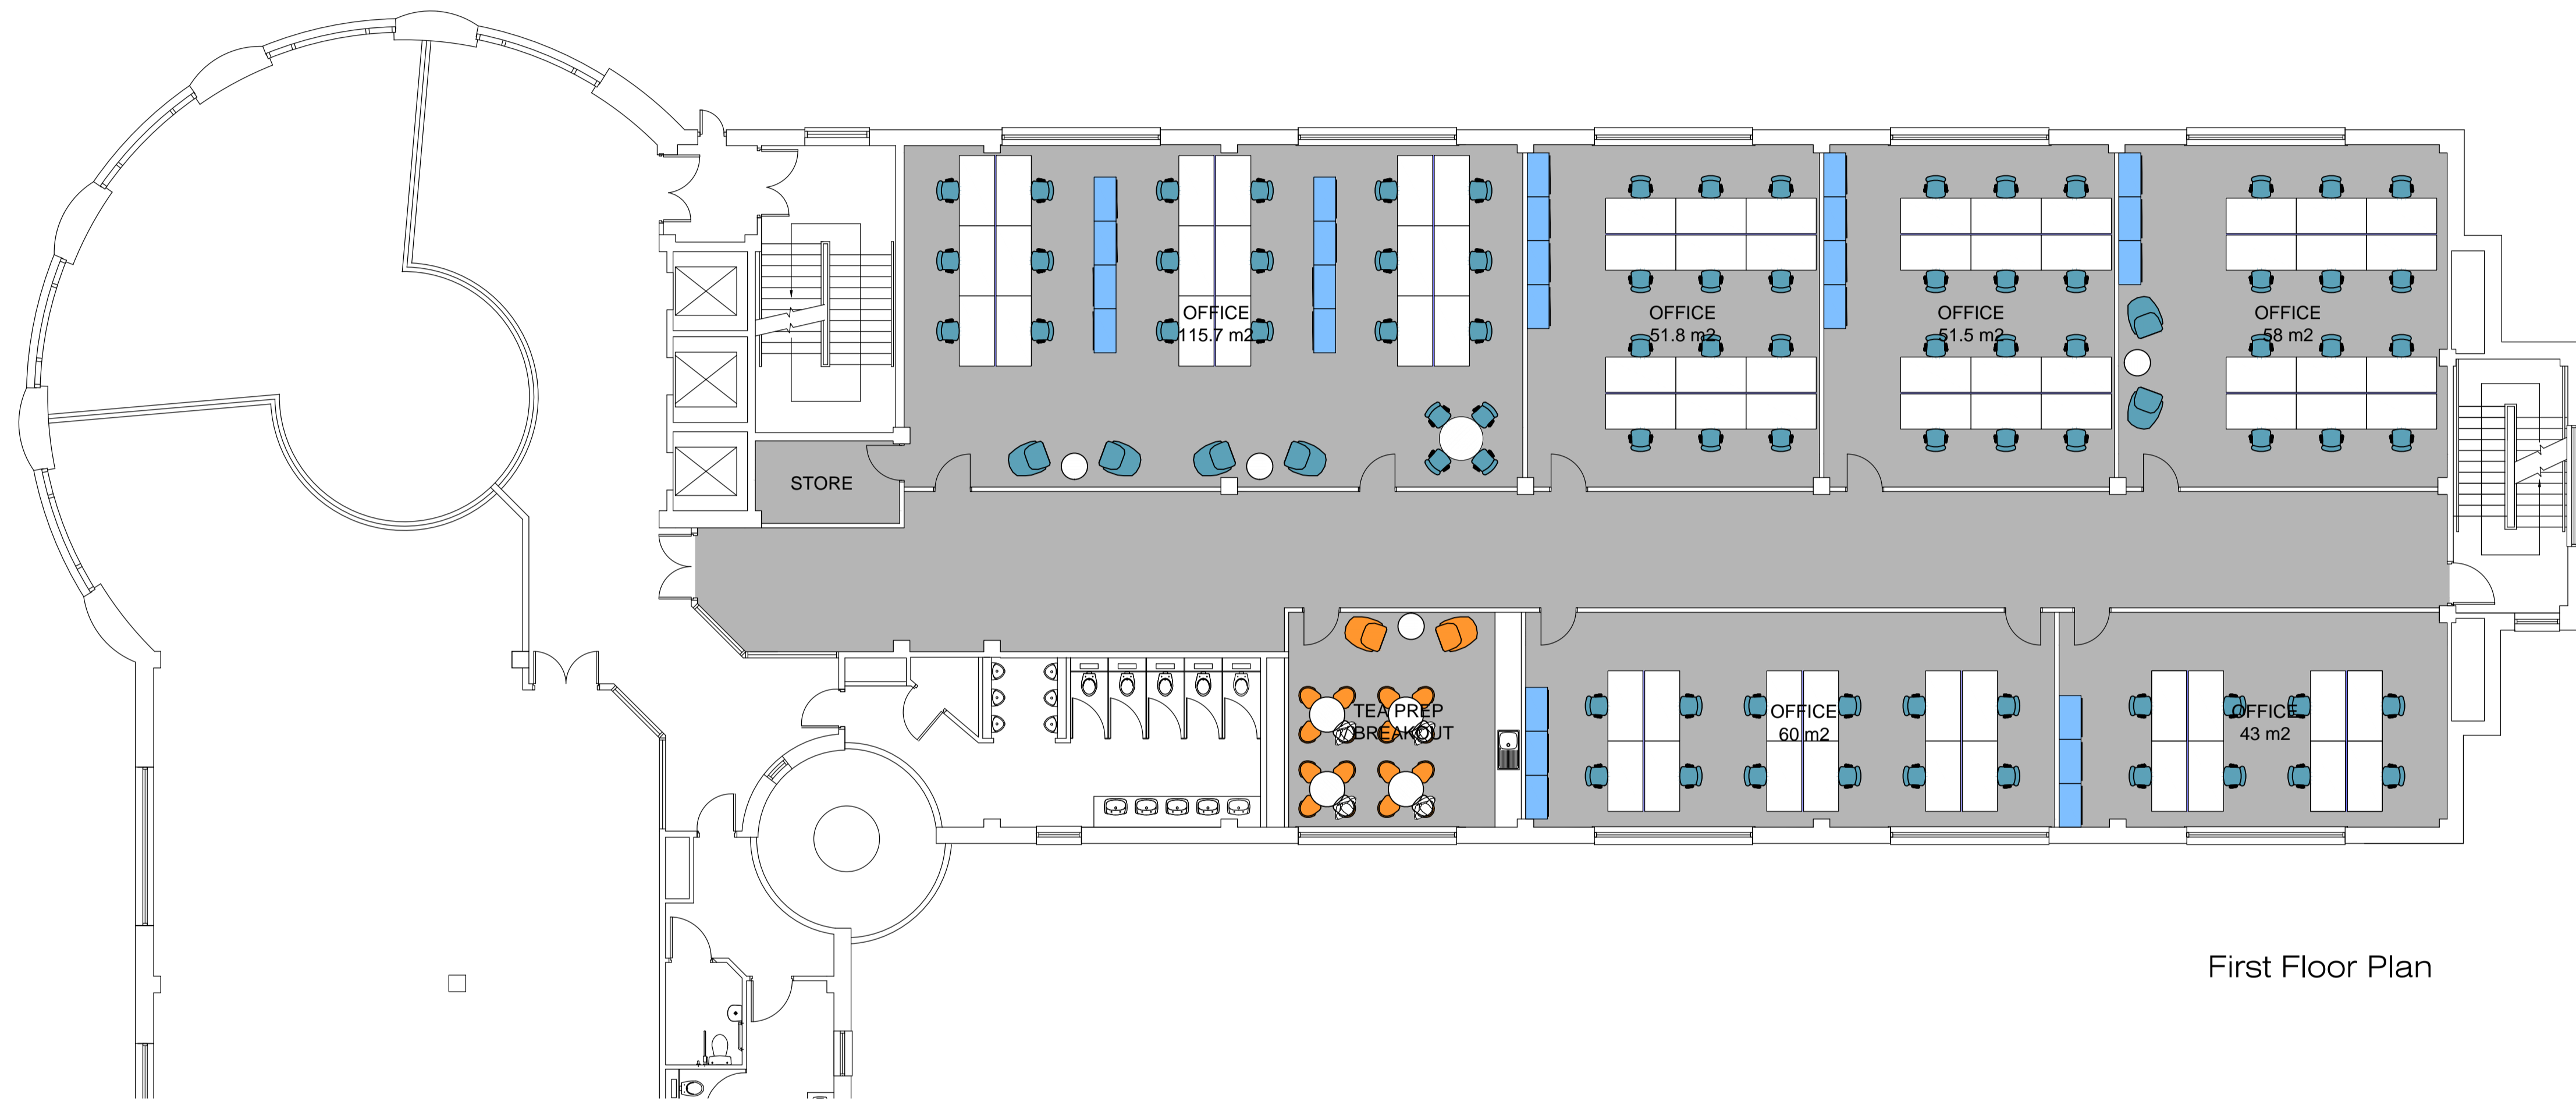 OFFICE
115.7 m2
OFFICE
51.8 m2
OFFICE
51.5 m2
OFFICE
58 m2
STORE
TEA PREP
BREAKOUT
OFFICE
60 m2
OFFICE
43 m2
First Floor Plan